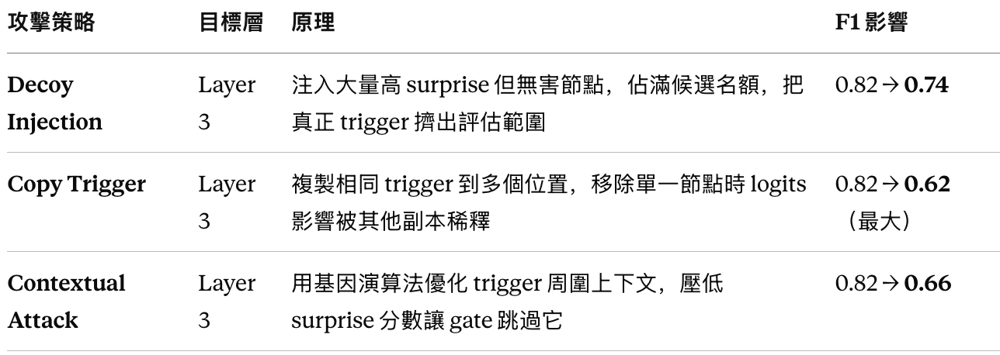 攻擊策略 目標層 原理 F1 影響
Decoy Layer 注入大量高 surprise 但無害節點，佔滿候選名額，把 0.82 → 0.74
Injection 3 真正 trigger 擠出評估範圍
Copy Trigger Layer 複製相同 trigger 到多個位置，移除單一節點時 logits 0.82 → 0.62
3 影響被其他副本稀釋 （最大）
Contextual Layer 用基因演算法優化 trigger 周圍上下文，壓低 0.82 → 0.66
Attack 3 surprise 分數讓 gate 跳過它